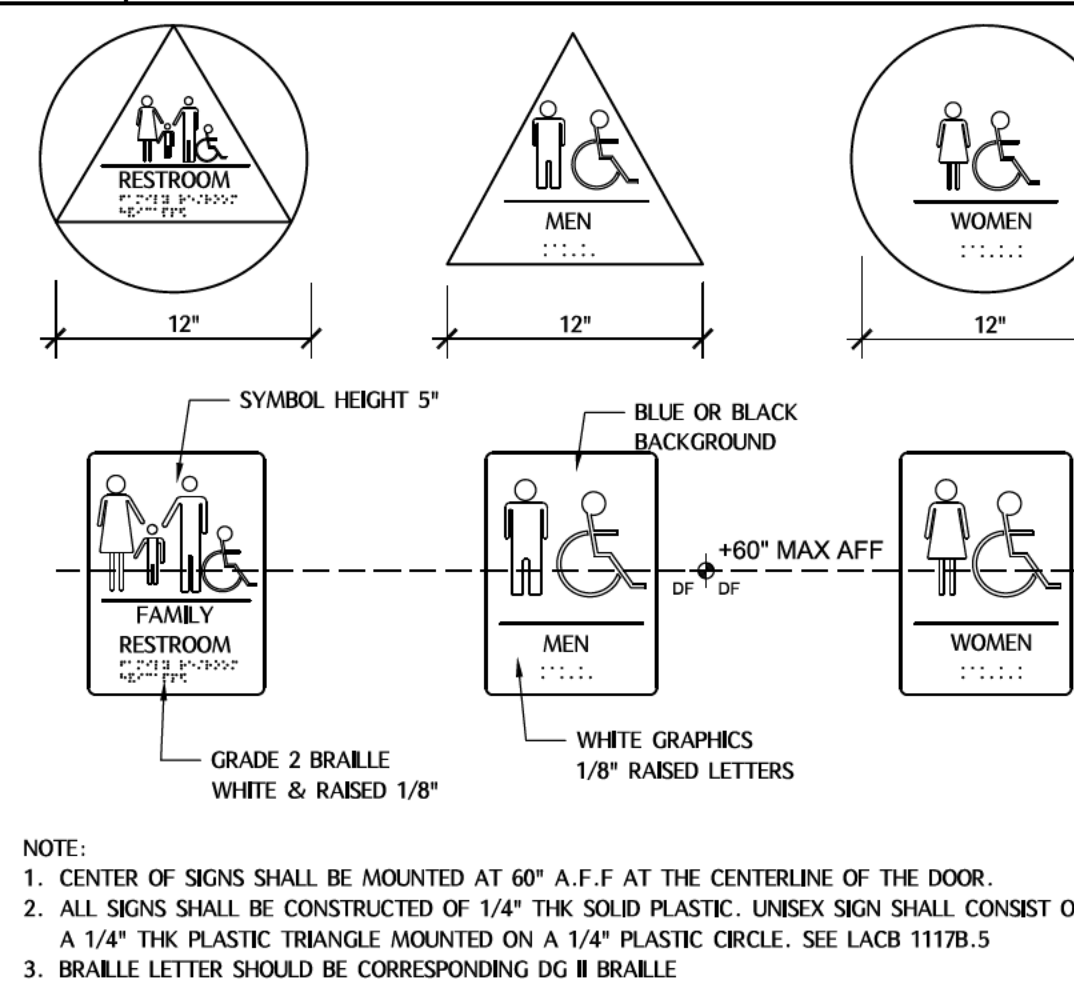 RESTROOM
MEN
WOMEN
12"
12"
12"
SYMBOL HEIGHT 5"
BLUE OR BLACK
BACKGROUND
+60" MAX AFF
DF DF
FAMILY
RESTROOM
MEN
WOMEN
GRADE 2 BRAILLE
WHITE & RAISED 1/8"
WHITE GRAPHICS
1/8" RAISED LETTERS
NOTE:
1. CENTER OF SIGNS SHALL BE MOUNTED AT 60" A.F.F AT THE CENTERLINE OF THE DOOR.
2. ALL SIGNS SHALL BE CONSTRUCTED OF 1/4" THK SOLID PLASTIC. UNISEX SIGN SHALL CONSIST O
A 1/4" THK PLASTIC TRIANGLE MOUNTED ON A 1/4" PLASTIC CIRCLE. SEE LACB 1117B.5
3. BRAILLE LETTER SHOULD BE CORRESPONDING DG II BRAILLE